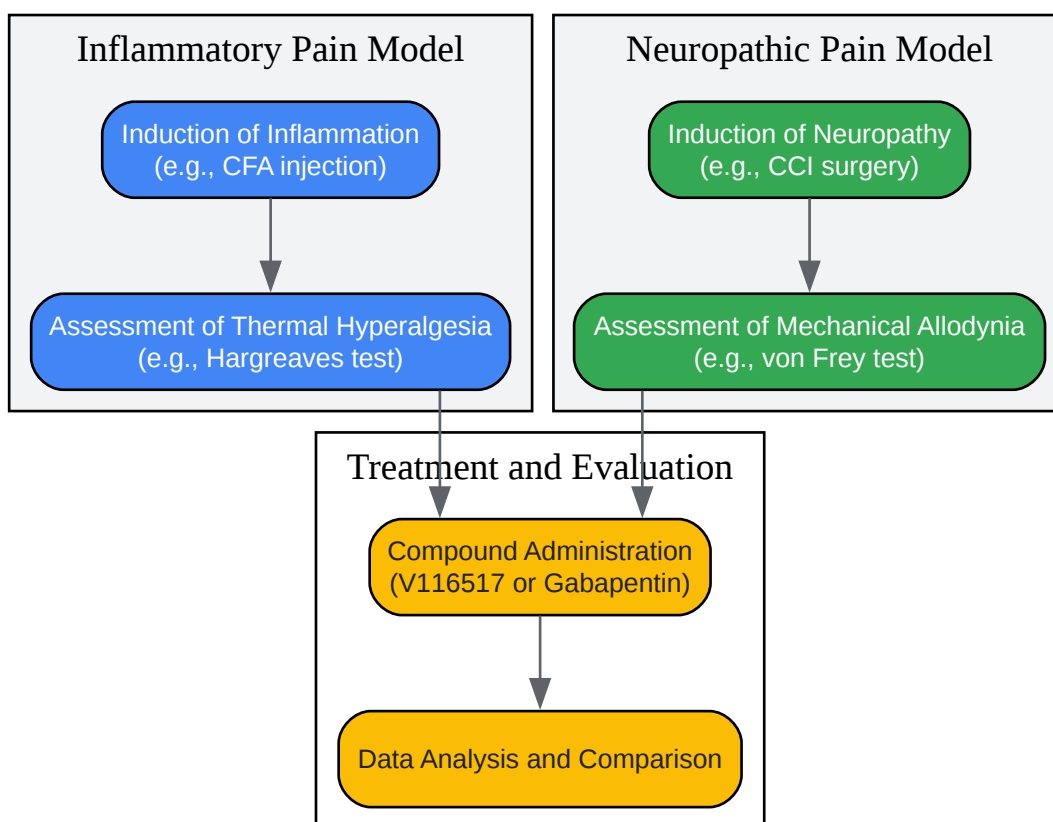 Inflammatory Pain Model
Induction of Inflammation
(e.g., CFA injection)
Assessment of Thermal Hyperalgesia
(e.g., Hargreaves test)
Neuropathic Pain Model
Induction of Neuropathy
(e.g., CCI surgery)
Assessment of Mechanical Allodynia
(e.g., von Frey test)
Treatment and Evaluation
Compound Administration
(V116517 or Gabapentin)
Data Analysis and Comparison